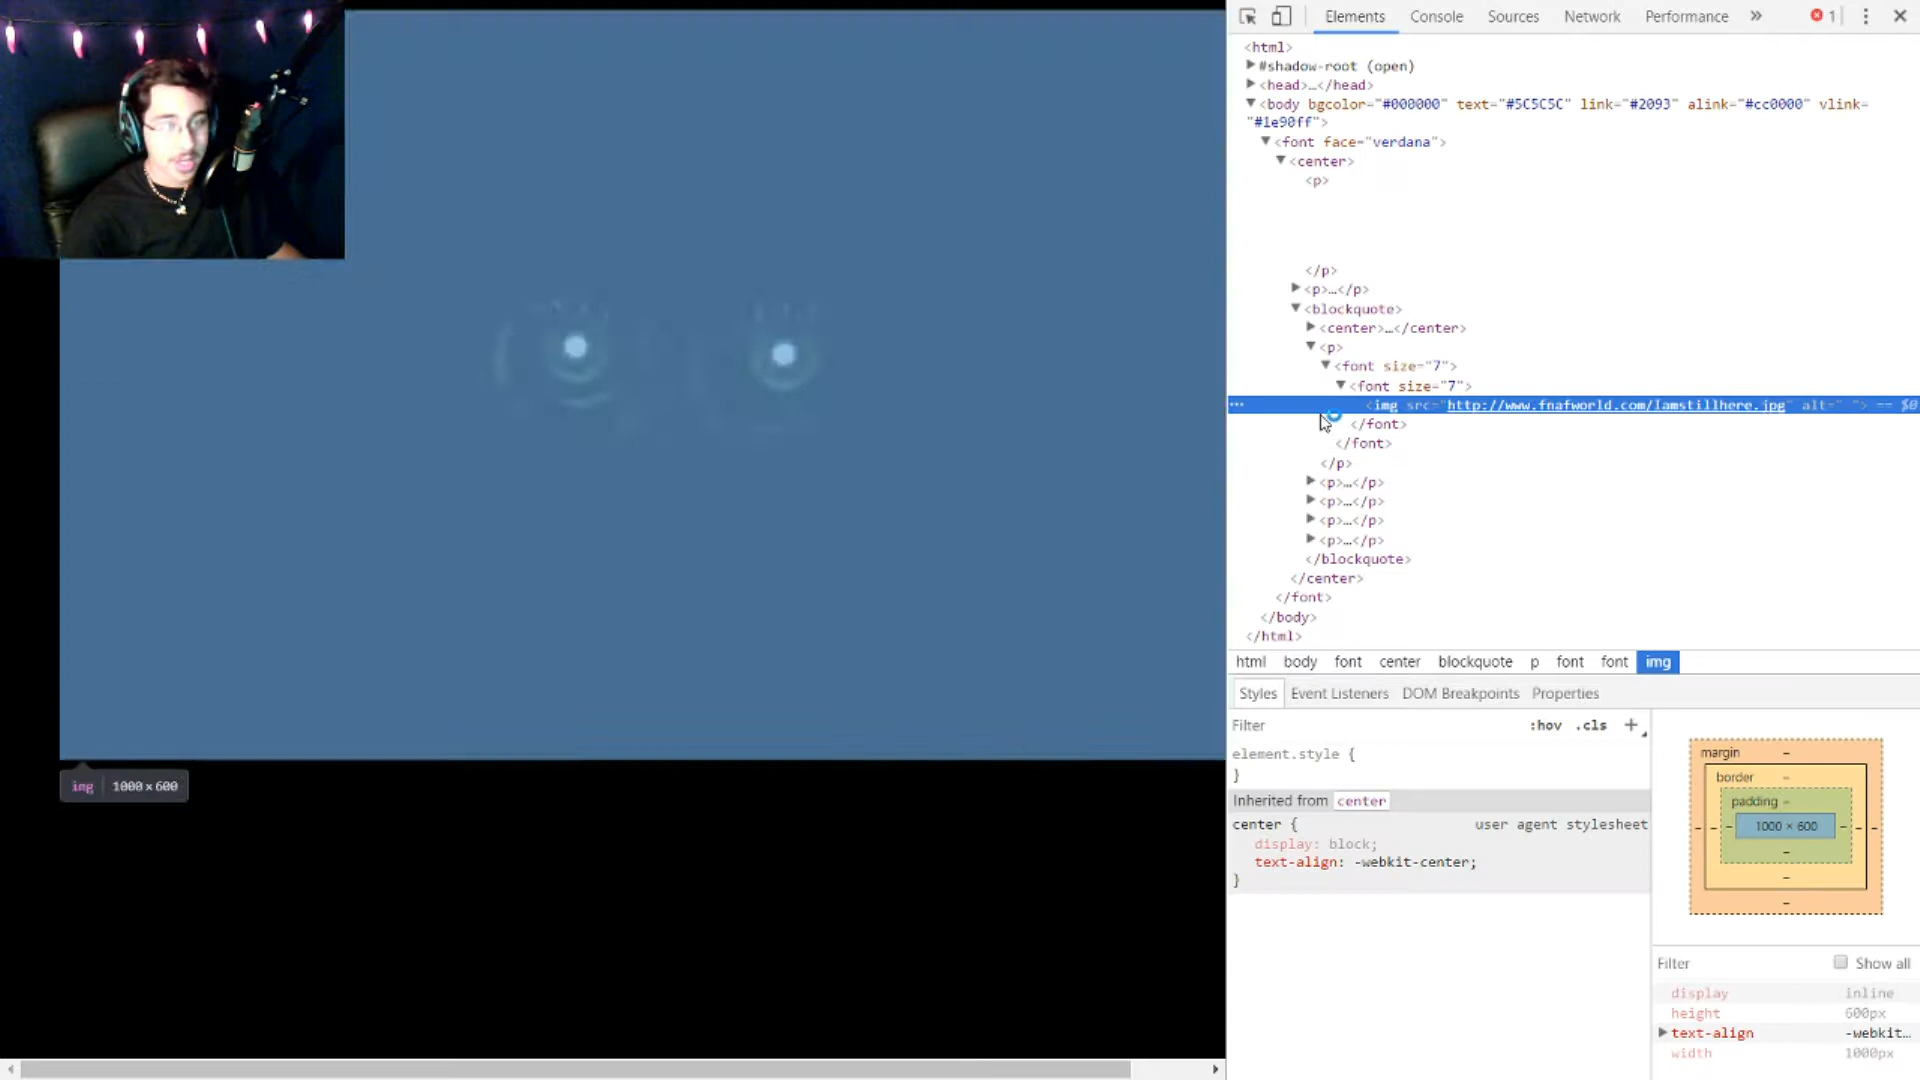 Elements Console Sources Network Performance » 1
<html>
#shadow-root (open)
<head>…</head>
<body bgcolor="#000000" text="#5C5C5C" link="#2093" alink="#cc0000" vlink=
"#1e90ff">
<font face="verdana">
<center>
<p>
</p>
<p>…</p>
<blockquote>
<center>…</center>
<p>
<font size="7">
<font size="7">
<img src="http://www.fnafworld.com/Iamstillhere.jpg" alt=" "> == $0
</font>
</font>
</p>
<p>…</p>
<p>…</p>
<p>…</p>
<p>…</p>
</blockquote>
</center>
</font>
</body>
</html>
html body font center blockquote p font font img
Styles Event Listeners DOM Breakpoints Properties
Filter :hov .cls +
element.style {
}
Inherited from center
center { user agent stylesheet
display: block;
text-align: -webkit-center;
}
margin -
border -
padding -
- - - 1000 × 600 - - -
-
-
-
Filter Show all
display inline
height 600px
text-align -webkit…
width 1000px
img 1000 × 600